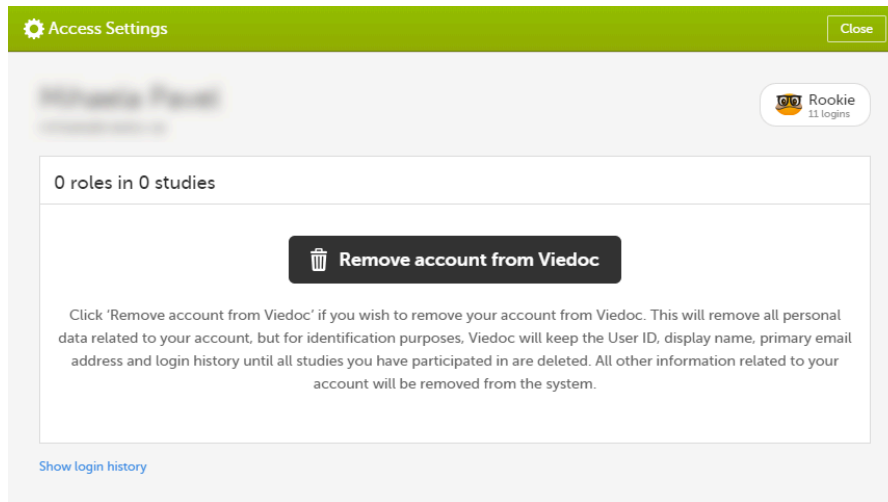 Access Settings
Close
Rookie
11 logins
0 roles in 0 studies
Remove account from Viedoc
Click 'Remove account from Viedoc' if you wish to remove your account from Viedoc. This will remove all personal
data related to your account, but for identification purposes, Viedoc will keep the User ID, display name, primary email
address and login history until all studies you have participated in are deleted. All other information related to your
account will be removed from the system.
Show login history